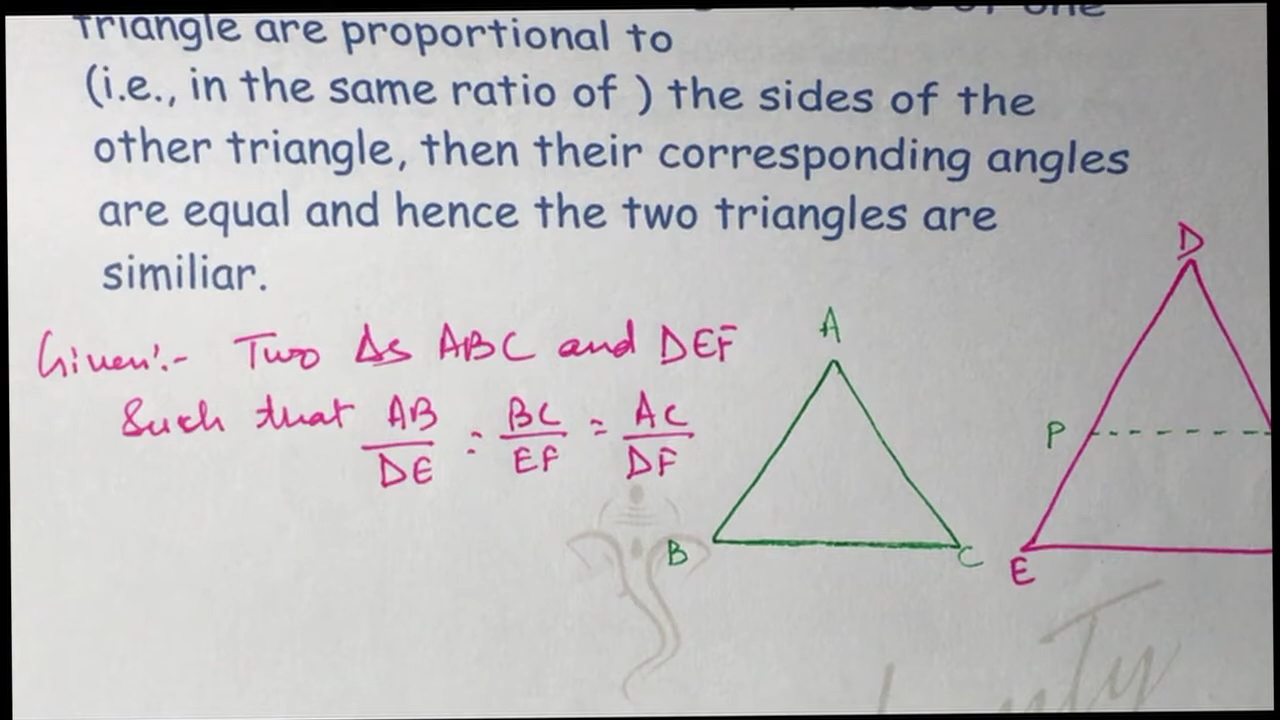 of one
Triangle are proportional to
(i.e., in the same ratio of ) the sides of the
other triangle, then their corresponding angles
are equal and hence the two triangles are
similiar.
Given:- Two Δs ABC and DEF
Such that AB/DE = BC/EF = AC/DF
A
B
C
D
P
E